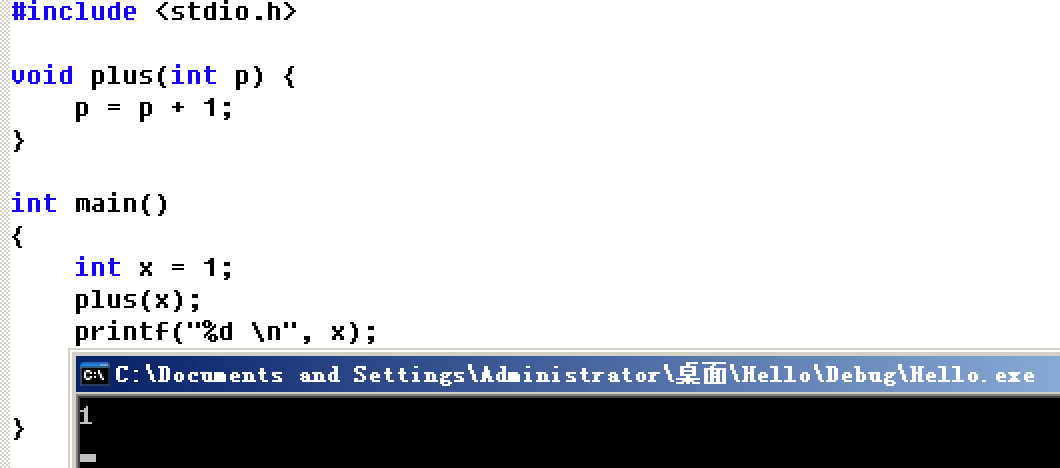 #include <stdio.h>
void plus(int p) {
    p = p + 1;
}
int main()
{
    int x = 1;
    plus(x);
    printf("%d \n", x);
C:\ C:\Documents and Settings\Administrator\桌面\Hello\Debug\Hello.exe
1
}